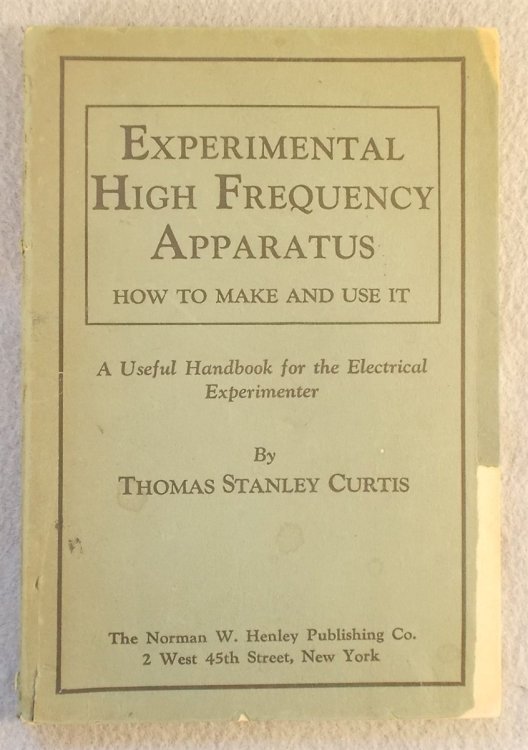 EXPERIMENTAL
HIGH FREQUENCY
APPARATUS
HOW TO MAKE AND USE IT
A Useful Handbook for the Electrical
Experimenter
By
THOMAS STANLEY CURTIS
The Norman W. Henley Publishing Co.
2 West 45th Street, New York